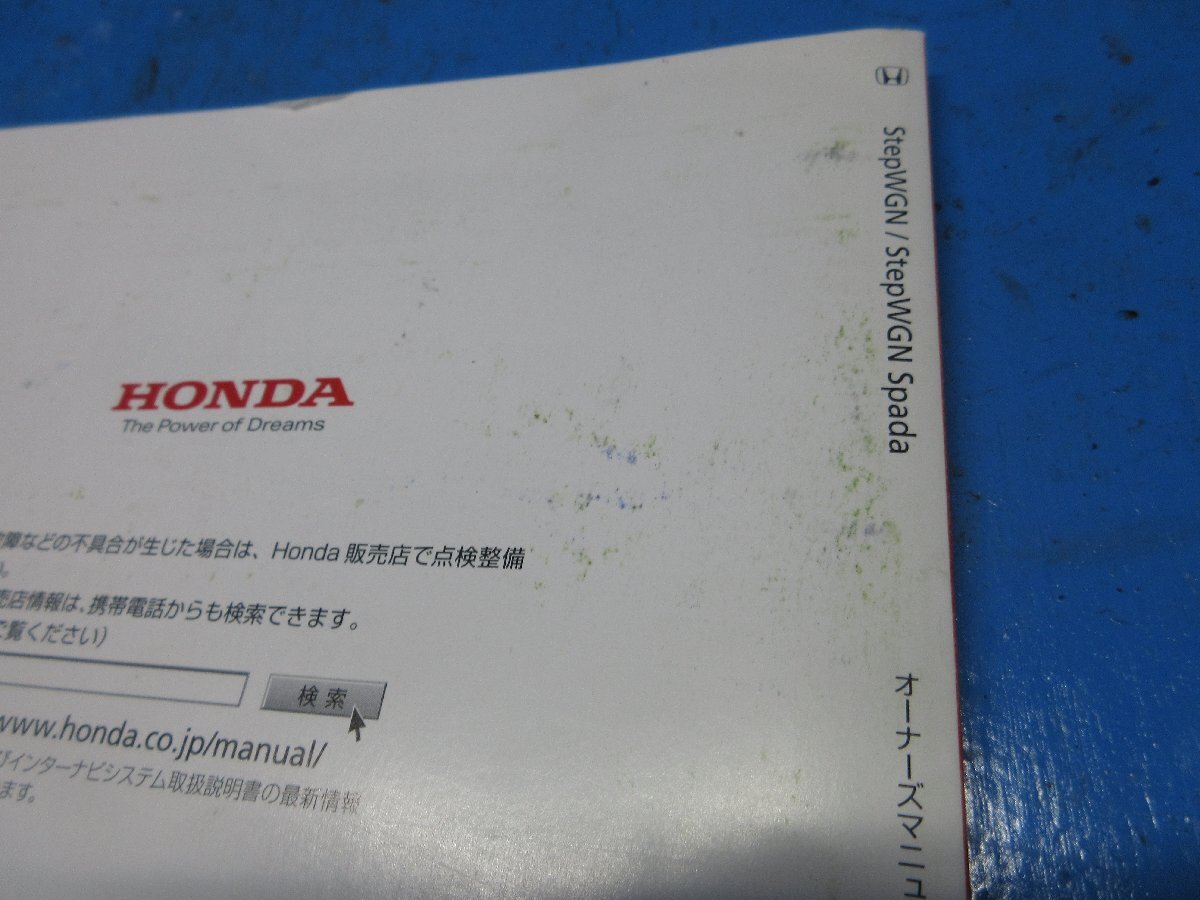 HONDA
The Power of Dreams
障などの不具合が生じた場合は、Honda 販売店で点検整備
。
売店情報は、携帯電話からも検索できます。
ご覧ください）
検索
www.honda.co.jp/manual/
びインターナビシステム取扱説明書の最新情報
ます。
StepWGN / StepWGN Spada
オーナーズマニュ